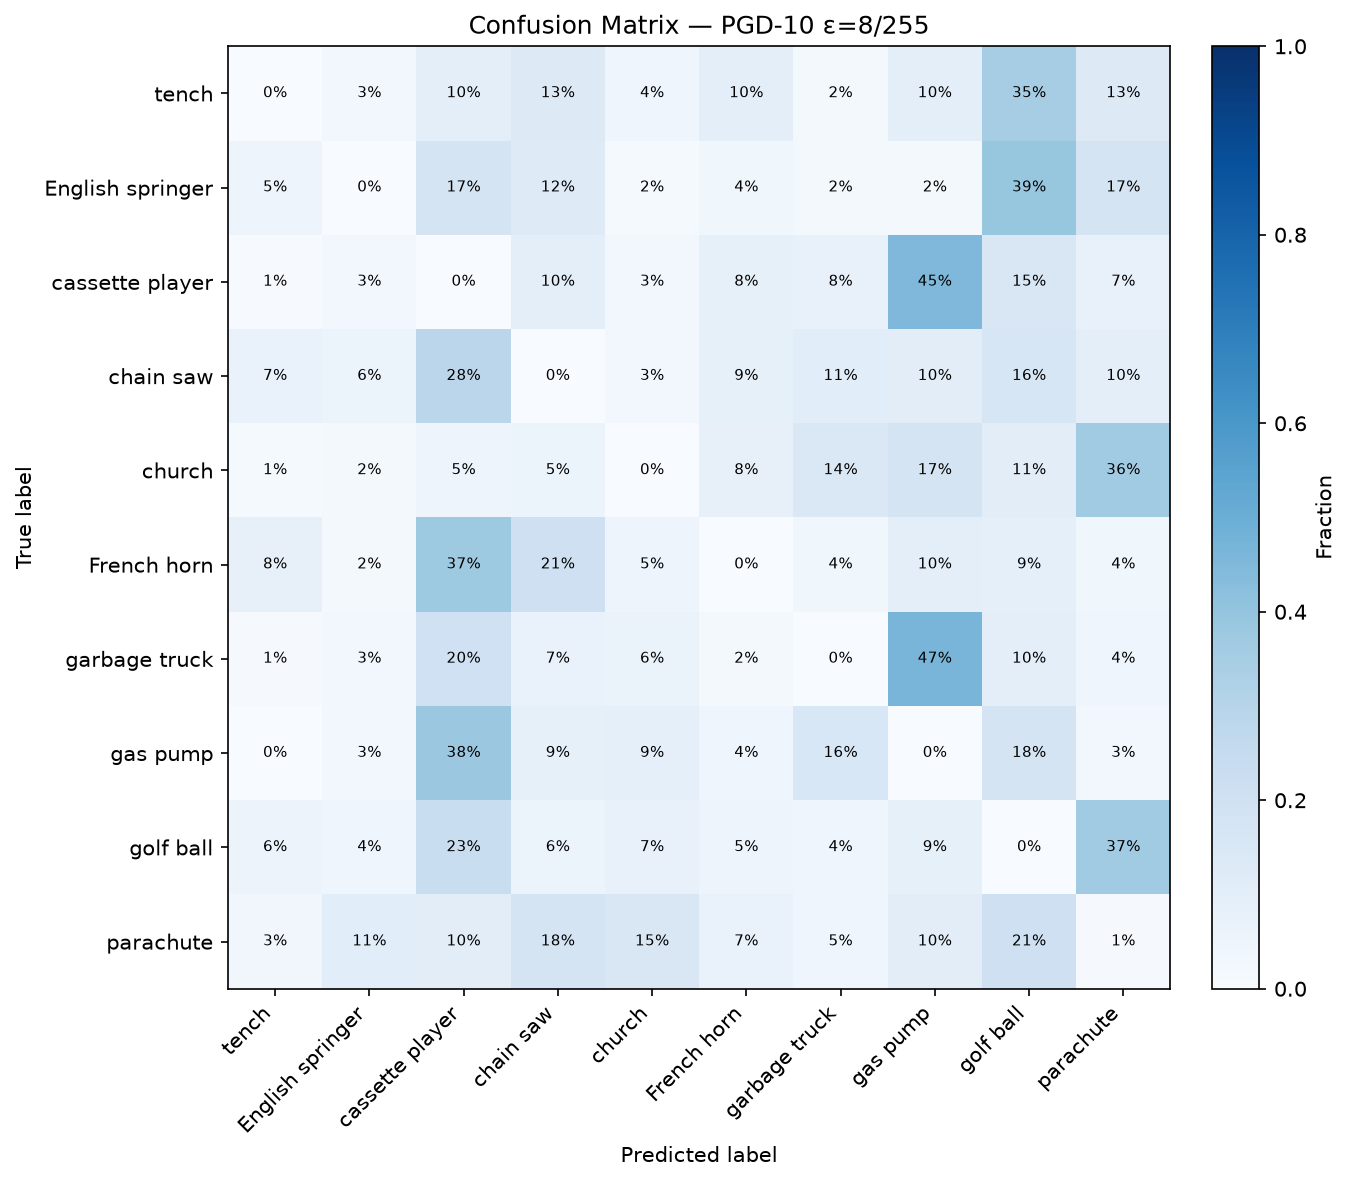 Confusion Matrix — PGD-10 ε=8/255
tench 0% 3% 10% 13% 4% 10% 2% 10% 35% 13%
English springer 5% 0% 17% 12% 2% 4% 2% 2% 39% 17%
cassette player 1% 3% 0% 10% 3% 8% 8% 45% 15% 7%
chain saw 7% 6% 28% 0% 3% 9% 11% 10% 16% 10%
church 1% 2% 5% 5% 0% 8% 14% 17% 11% 36%
French horn 8% 2% 37% 21% 5% 0% 4% 10% 9% 4%
garbage truck 1% 3% 20% 7% 6% 2% 0% 47% 10% 4%
gas pump 0% 3% 38% 9% 9% 4% 16% 0% 18% 3%
golf ball 6% 4% 23% 6% 7% 5% 4% 9% 0% 37%
parachute 3% 11% 10% 18% 15% 7% 5% 10% 21% 1%
tench English springer cassette player chain saw church French horn garbage truck gas pump golf ball parachute
Predicted label
True label
1.0
0.8
0.6
0.4
0.2
0.0
Fraction